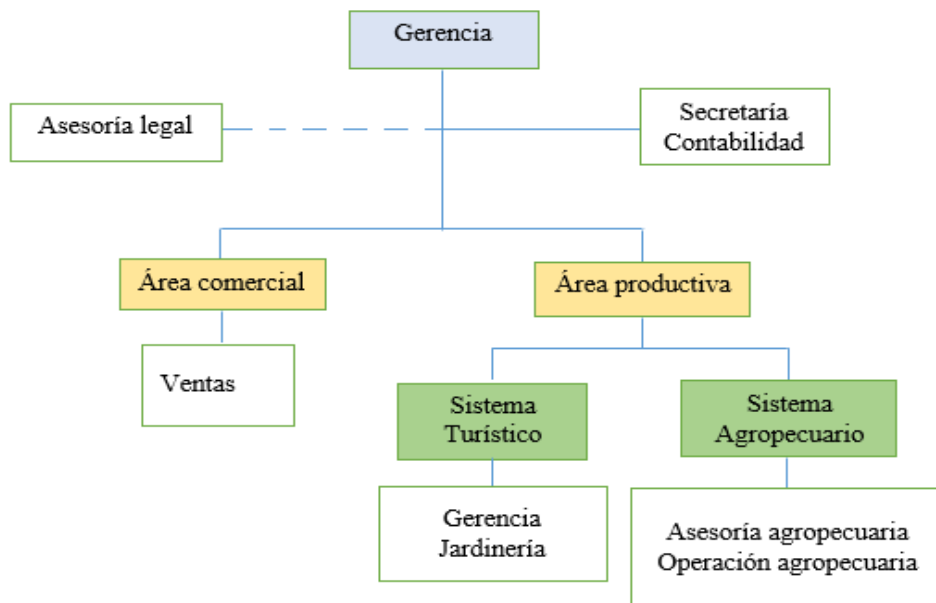 Gerencia
Asesoría legal
Secretaría
Contabilidad
Área comercial
Área productiva
Ventas
Sistema
Turístico
Sistema
Agropecuario
Gerencia
Jardinería
Asesoría agropecuaria
Operación agropecuaria